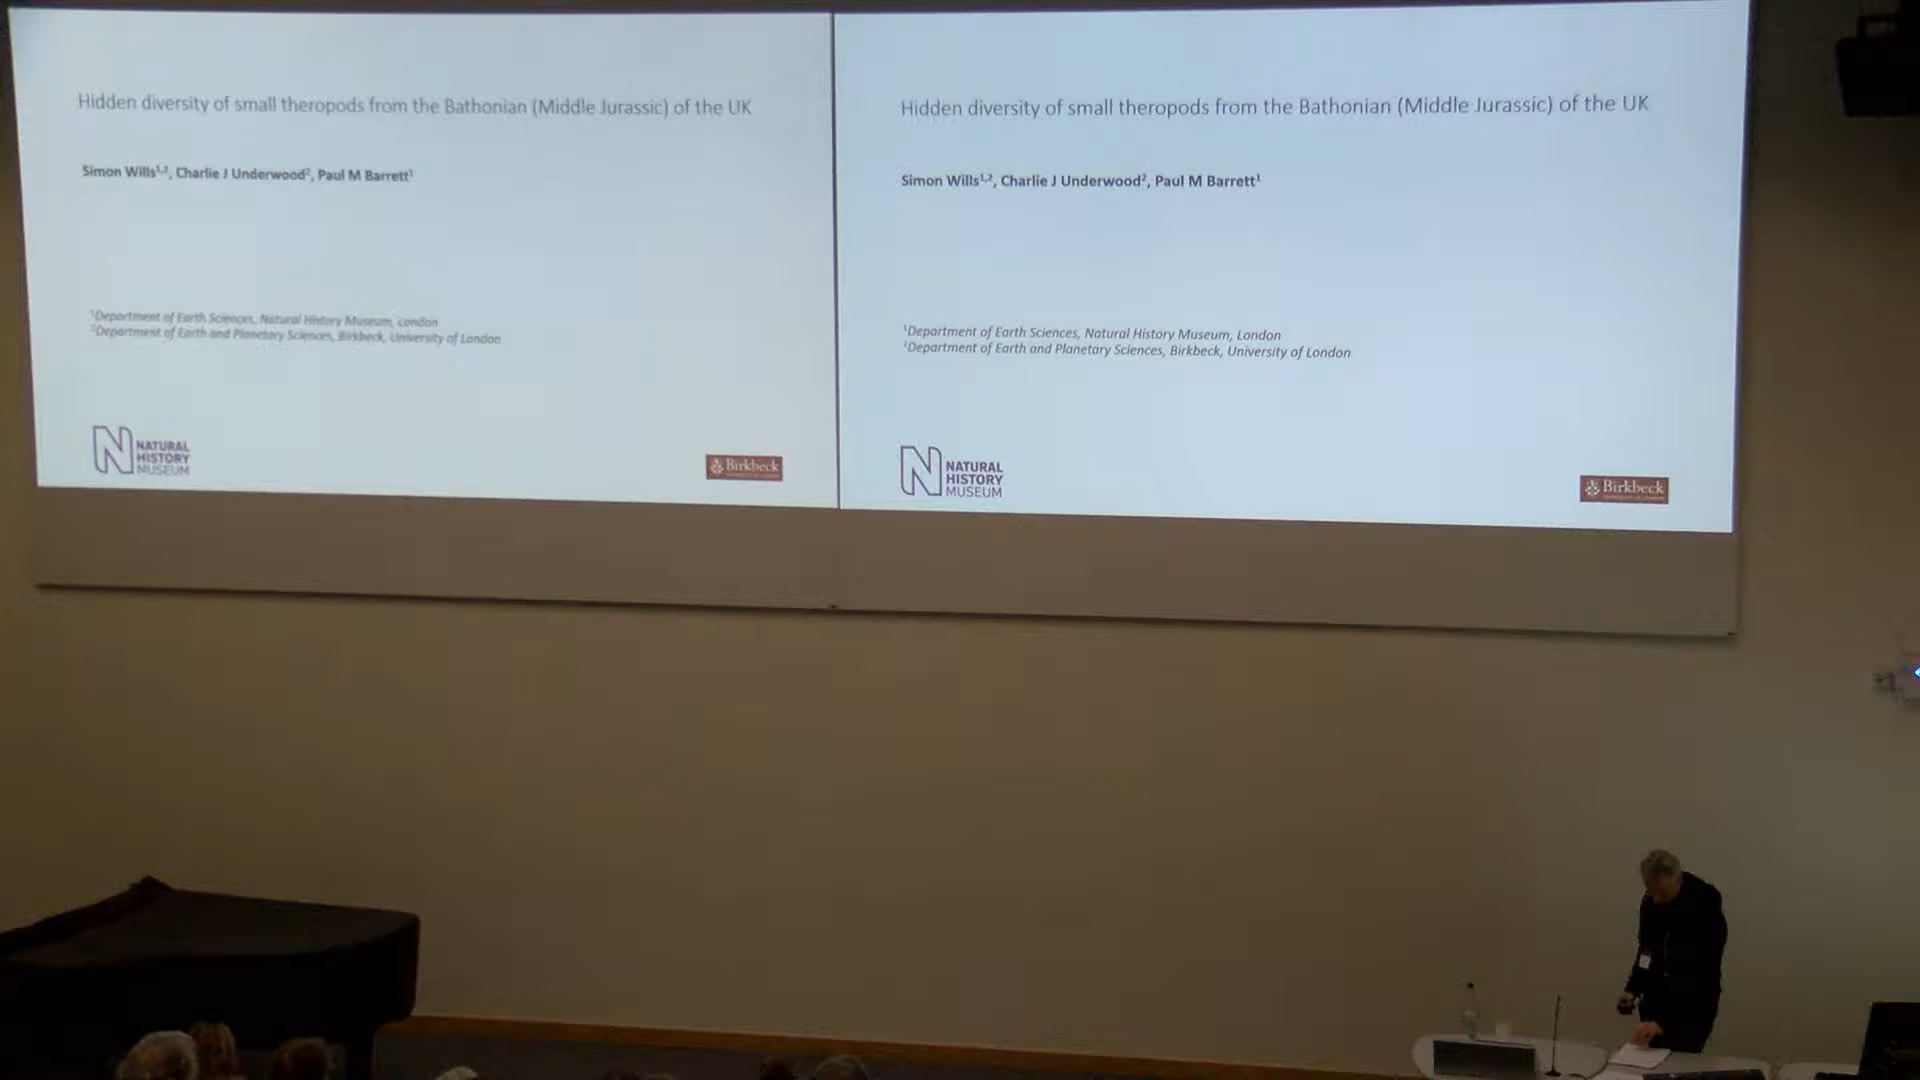 Hidden diversity of small theropods from the Bathonian (Middle Jurassic) of the UK
Simon Wills¹,², Charlie J Underwood², Paul M Barrett¹
¹Department of Earth Sciences, Natural History Museum, London
²Department of Earth and Planetary Sciences, Birkbeck, University of London
NATURAL
HISTORY
MUSEUM
Birkbeck
Hidden diversity of small theropods from the Bathonian (Middle Jurassic) of the UK
Simon Wills¹,², Charlie J Underwood², Paul M Barrett¹
¹Department of Earth Sciences, Natural History Museum, London
²Department of Earth and Planetary Sciences, Birkbeck, University of London
NATURAL
HISTORY
MUSEUM
Birkbeck